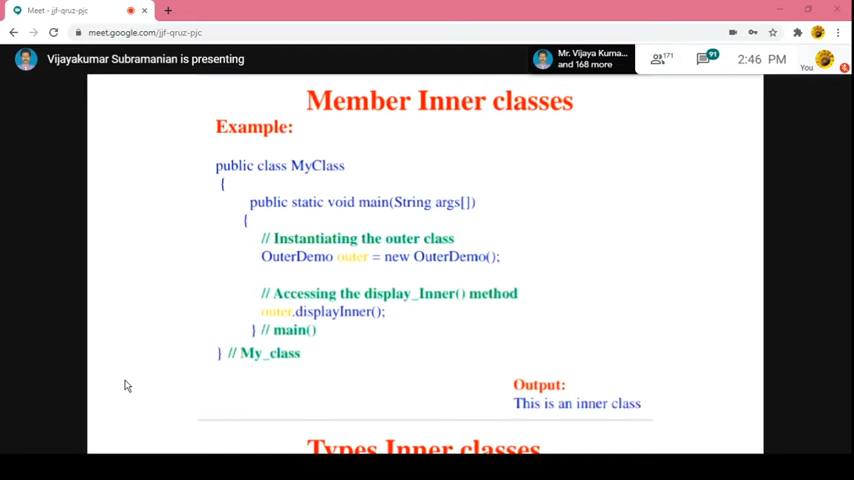 Meet - jjf-qruz-pjc
meet.google.com/jjf-qruz-pjc
Vijayakumar Subramanian is presenting
Mr. Vijaya Kuma...
and 168 more
171
91
2:46 PM
You
Member Inner classes
Example:
public class MyClass
{
public static void main(String args[])
{
// Instantiating the outer class
OuterDemo outer = new OuterDemo();
// Accessing the display_Inner() method
outer.displayInner();
} // main()
} // My_class
Output:
This is an inner class
Types Inner classes